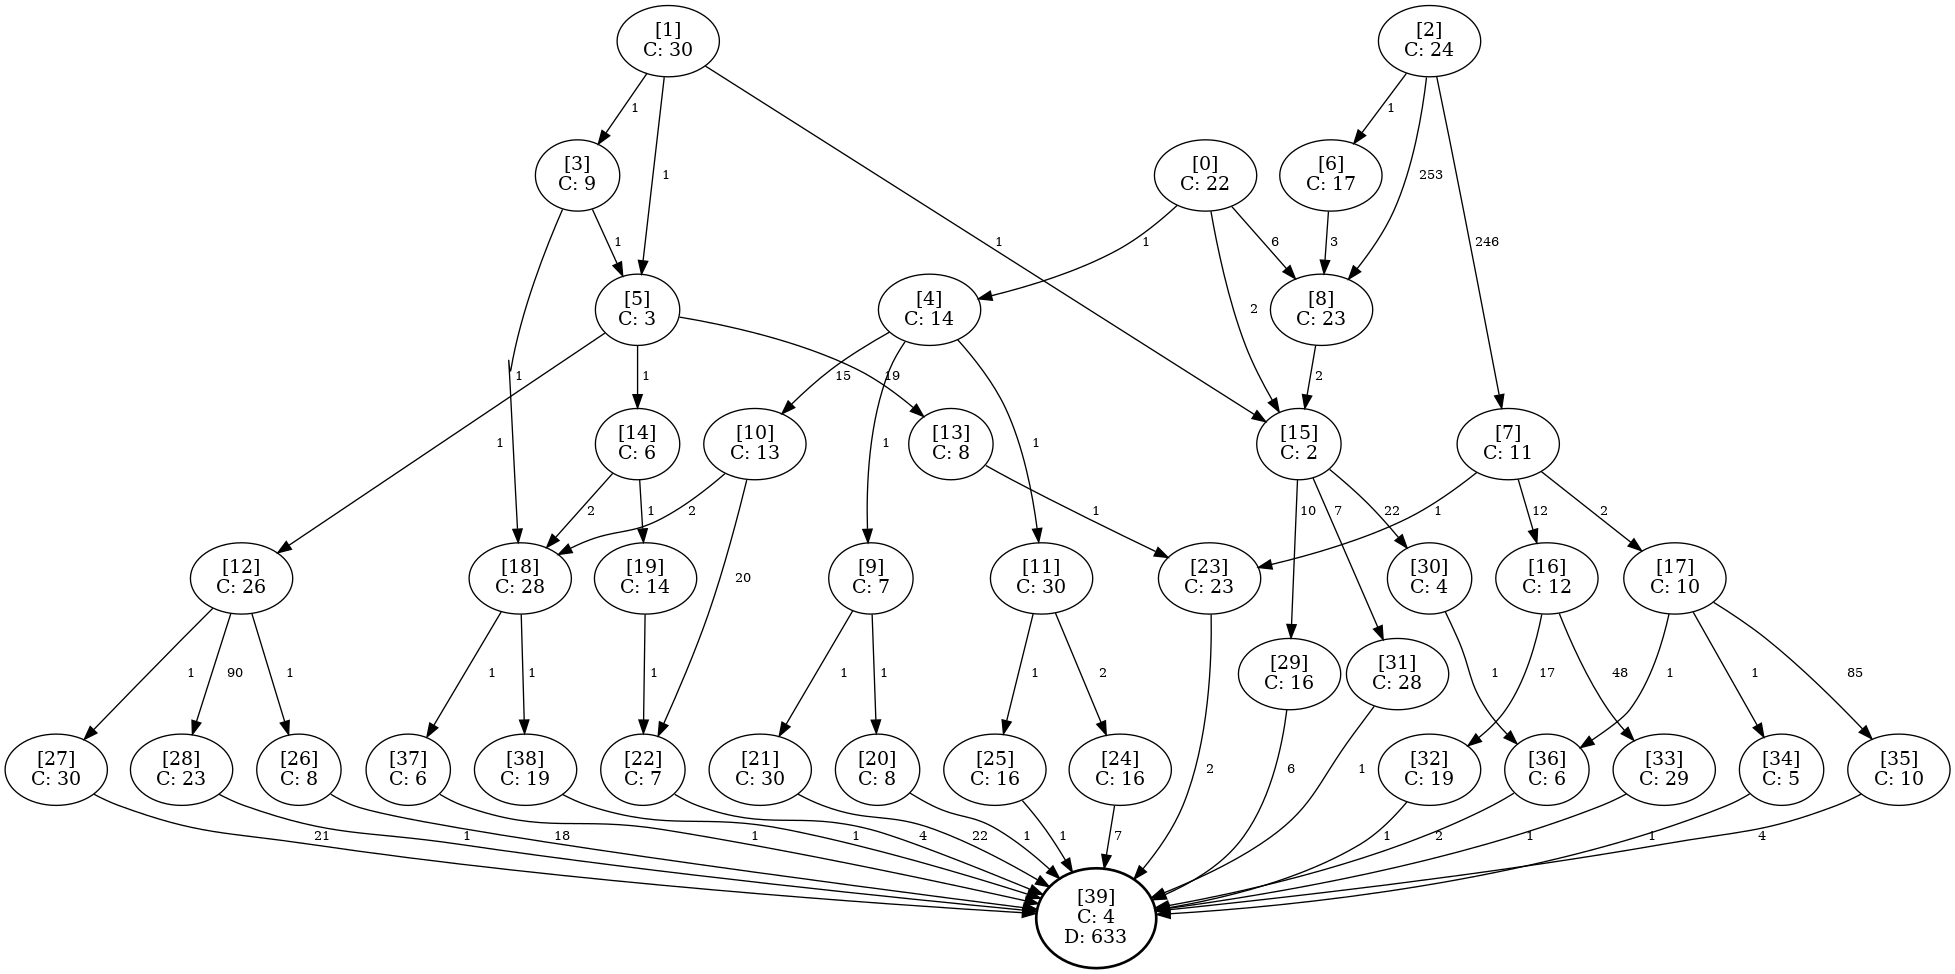 [1]
C: 30
[2]
C: 24
1
1
[3]
C: 9
[0]
C: 22
[6]
C: 17
1
253
1
1
1
6
3
246
[5]
C: 3
[4]
C: 14
[8]
C: 23
2
1
1
15
19
2
[14]
C: 6
[10]
C: 13
[13]
C: 8
[15]
C: 2
[7]
C: 11
1
1
1
2
1
2
1
10
7
22
1
12
2
[12]
C: 26
[18]
C: 28
[19]
C: 14
20
[9]
C: 7
[11]
C: 30
[23]
C: 23
[30]
C: 4
[16]
C: 12
[17]
C: 10
1
90
1
1
1
1
1
1
1
2
[29]
C: 16
[31]
C: 28
1
17
48
1
1
85
[27]
C: 30
[28]
C: 23
[26]
C: 8
[37]
C: 6
[38]
C: 19
[22]
C: 7
[21]
C: 30
[20]
C: 8
[25]
C: 16
[24]
C: 16
2
6
1
[32]
C: 19
[36]
C: 6
[33]
C: 29
[34]
C: 5
[35]
C: 10
21
1
18
1
1
4
22
1
1
7
1
2
1
1
4
[39]
C: 4
D: 633